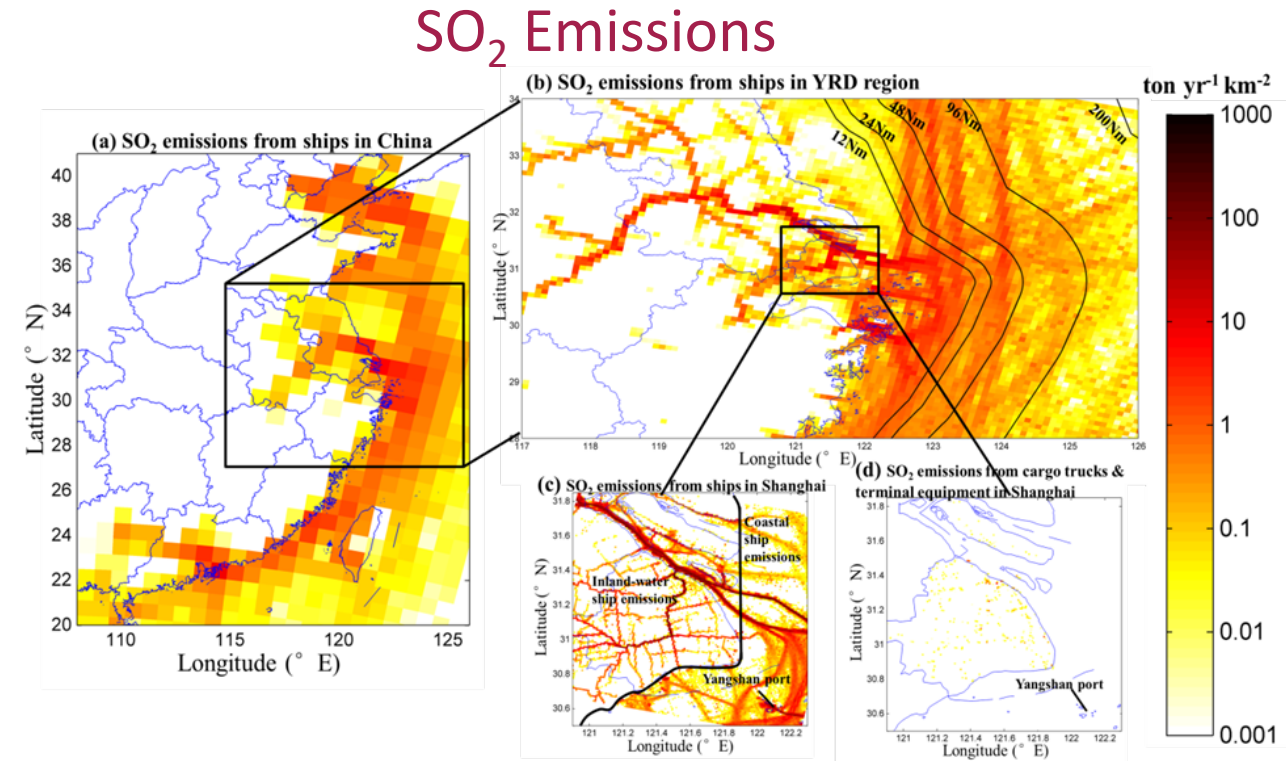 SO₂ Emissions
(b) SO₂ emissions from ships in YRD region
ton yr⁻¹ km⁻²
(a) SO₂ emissions from ships in China
40
38
36
34
32
30
28
26
24
22
20
Latitude (° N)
110
115
120
125
Longitude (° E)
34
33
32
31
30
29
28
Latitude (° N)
12Nm
24Nm
48Nm
96Nm
200Nm
117
118
119
120
121
122
123
124
125
126
Longitude (° E)
1000
100
10
1
0.1
0.01
0.001
(c) SO₂ emissions from ships in Shanghai
31.8
31.6
31.4
31.2
31
30.8
30.6
Latitude (° N)
Coastal
ship
emissions
Inland-water
ship emissions
Yangshan port
121
121.2
121.4
121.6
121.8
122
122.2
Longitude (° E)
(d) SO₂ emissions from cargo trucks &
terminal equipment in Shanghai
31.8
31.6
31.4
31.2
31
30.8
30.6
Latitude (° N)
Yangshan port
121
121.2
121.4
121.6
121.8
122
122.2
Longitude (° E)